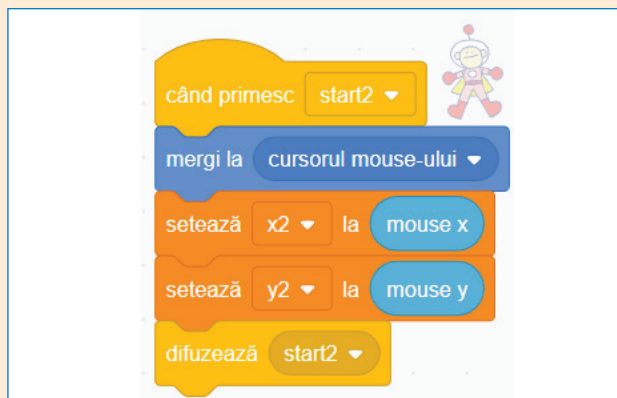 când primesc start2
mergi la cursorul mouse-ului
setează x2 la mouse x
setează y2 la mouse y
difuzează start2